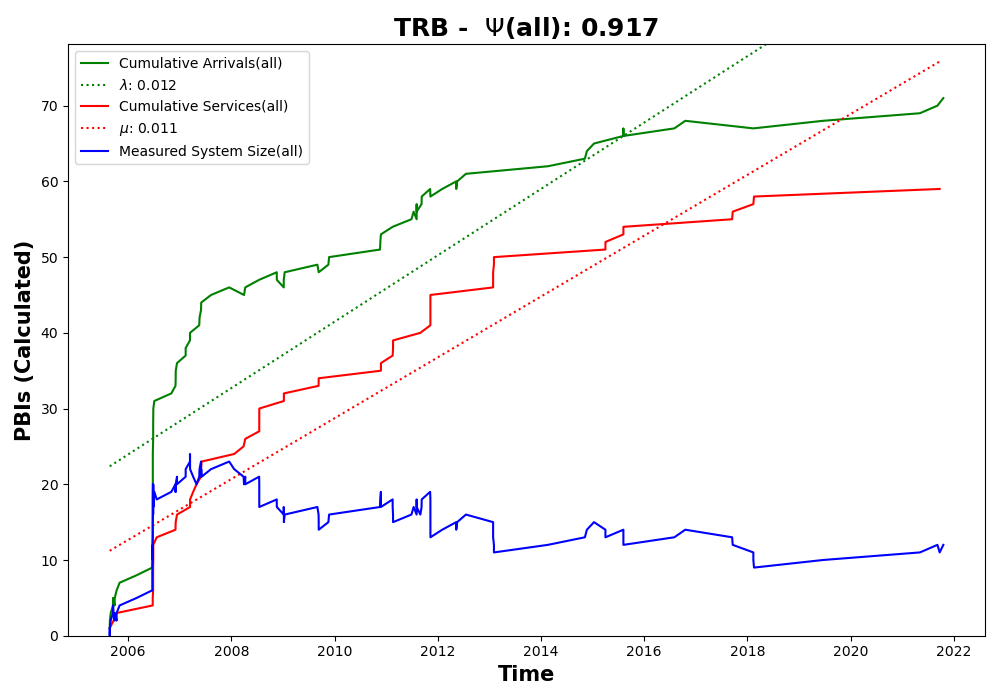 TRB -  Ψ(all): 0.917
Cumulative Arrivals(all)
λ: 0.012
Cumulative Services(all)
μ: 0.011
Measured System Size(all)
PBIs (Calculated)
70
60
50
40
30
20
10
0
2006 2008 2010 2012 2014 2016 2018 2020 2022
Time